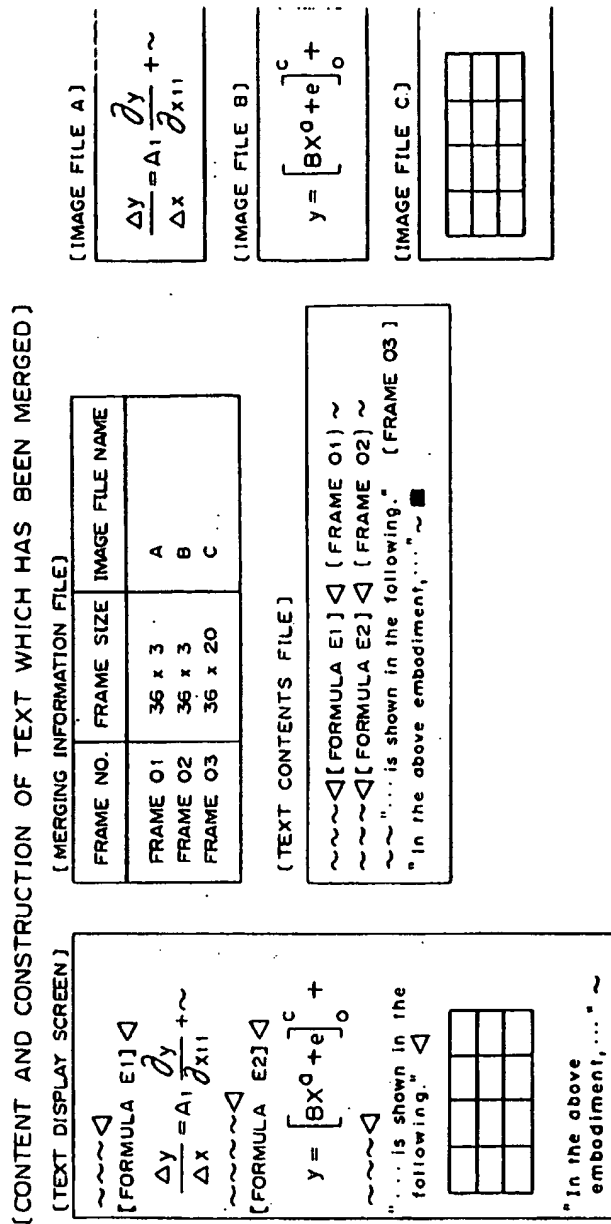 [CONTENT AND CONSTRUCTION OF TEXT WHICH HAS BEEN MERGED]
[TEXT DISPLAY SCREEN]
~~~◁
[FORMULA E1]◁
Δy/Δx = A1 ∂y/∂x11 + ~
~~~~~◁
[FORMULA E2]◁
y = [BX^a + e]^C_0 +
~~~◁
"... is shown in the
following." ◁
"In the above
embodiment, ..." ~
[MERGING INFORMATION FILE]
FRAME NO. FRAME SIZE IMAGE FILE NAME
FRAME 01 36 x 3 A
FRAME 02 36 x 3 B
FRAME 03 36 x 20 C
[TEXT CONTENTS FILE]
~~~◁[FORMULA E1]◁ [FRAME 01]~
~~~◁[FORMULA E2]◁ [FRAME 02]~
~~"... is shown in the following." [FRAME 03]
"In the above embodiment, ..." ~■
[IMAGE FILE A]
Δy/Δx = A1 ∂y/∂x11 + ~
[IMAGE FILE B]
y = [BX^a + e]^C_0 +
[IMAGE FILE C]